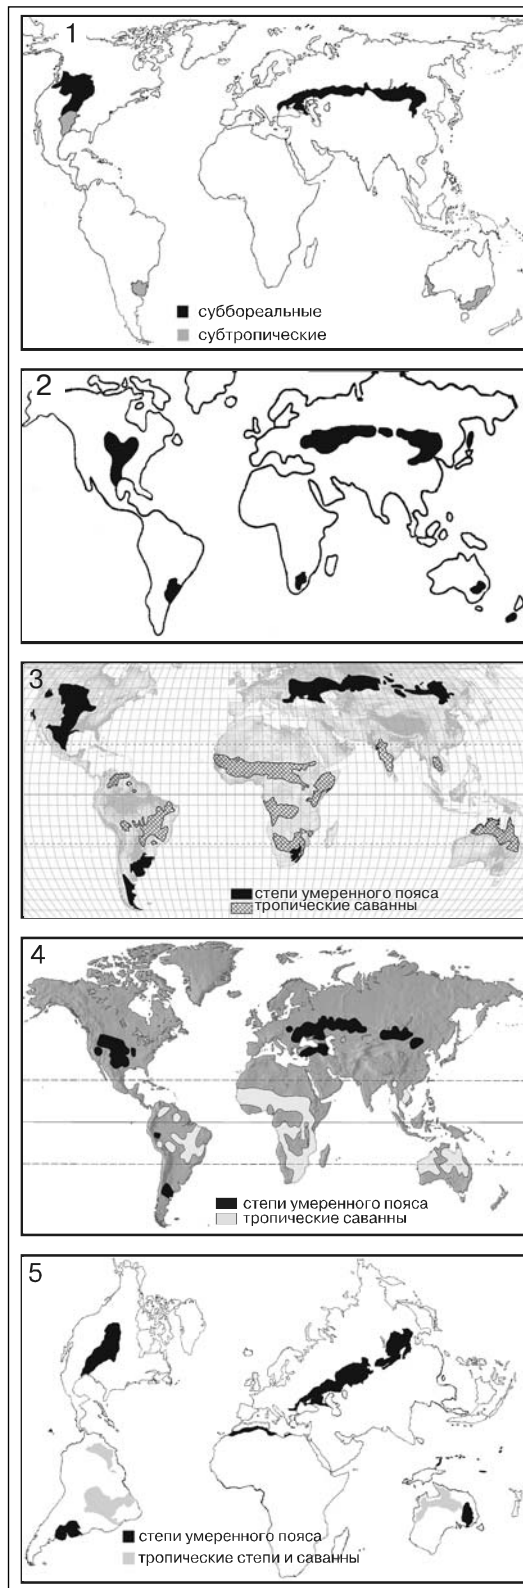 1
суббореальные
субтропические
2
3
степи умеренного пояса
тропические саванны
4
степи умеренного пояса
тропические саванны
5
степи умеренного пояса
тропические степи и саванны